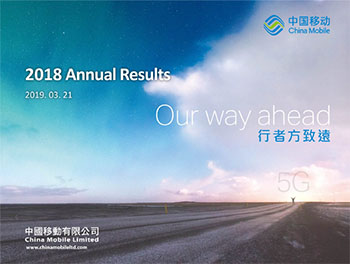 中国移动
China Mobile
2018 Annual Results
2019. 03. 21
Our way ahead
行者方致遠
5G
中國移動有限公司
China Mobile Limited
www.chinamobileltd.com